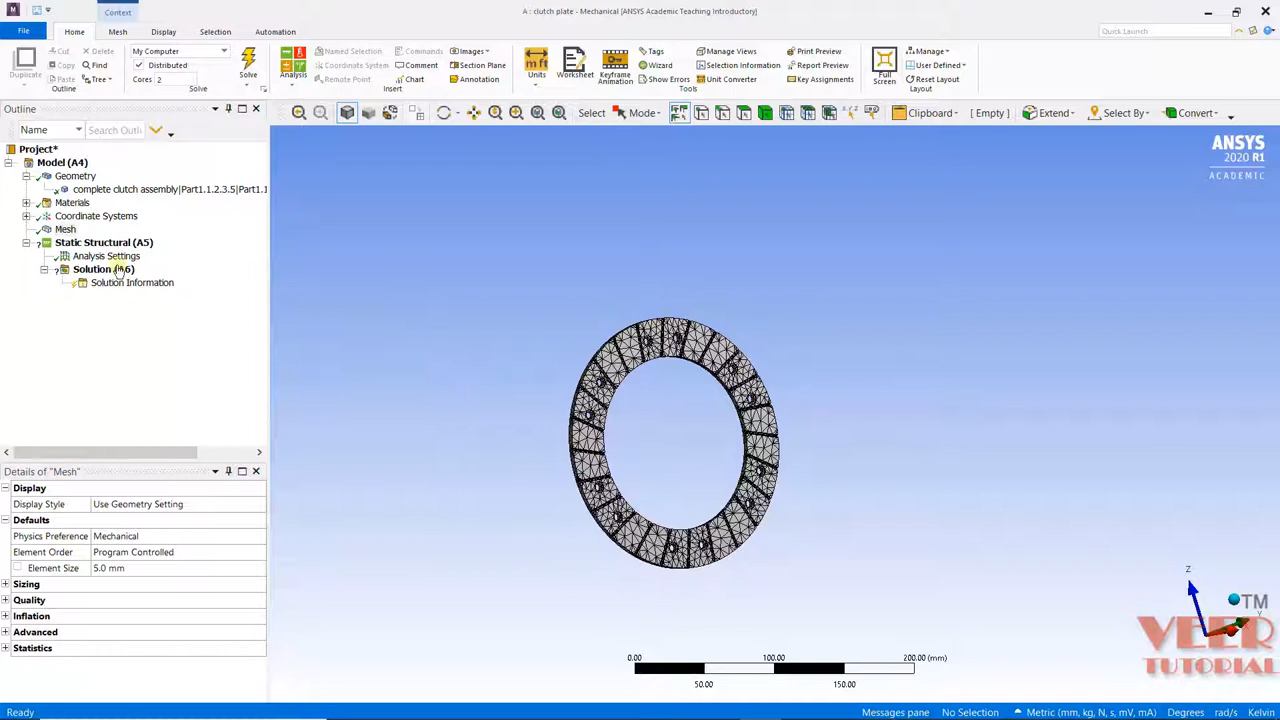 Context
A : clutch plate - Mechanical [ANSYS Academic Teaching Introductory]
File Home Mesh Display Selection Automation
Quick Launch
Duplicate
Cut Delete
Copy Find
Paste Tree
Outline
My Computer
Distributed
Cores 2
Solve
Solve
Analysis
Named Selection Commands Images
Coordinate System Comment Section Plane
Remote Point Chart Annotation
Insert
Units
Worksheet
Keyframe Animation
Tags Manage Views Print Preview
Wizard Selection Information Report Preview
Show Errors Unit Converter Key Assignments
Tools
Full Screen
Manage
User Defined
Reset Layout
Layout
Outline
Select Mode Clipboard [ Empty ] Extend Select By Convert
Name Search Outli
Project*
Model (A4)
Geometry
complete clutch assembly|Part1.1.2.3.5|Part1.1
Materials
Coordinate Systems
Mesh
Static Structural (A5)
Analysis Settings
Solution (A6)
Solution Information
ANSYS
2020 R1
ACADEMIC
Details of "Mesh"
Display
Display Style Use Geometry Setting
Defaults
Physics Preference Mechanical
Element Order Program Controlled
Element Size 5.0 mm
Sizing
Quality
Inflation
Advanced
Statistics
Z
TM
VEER
TUTORIAL
0.00 100.00 200.00 (mm)
50.00 150.00
Ready
Messages pane No Selection Metric (mm, kg, N, s, mV, mA) Degrees rad/s Kelvin